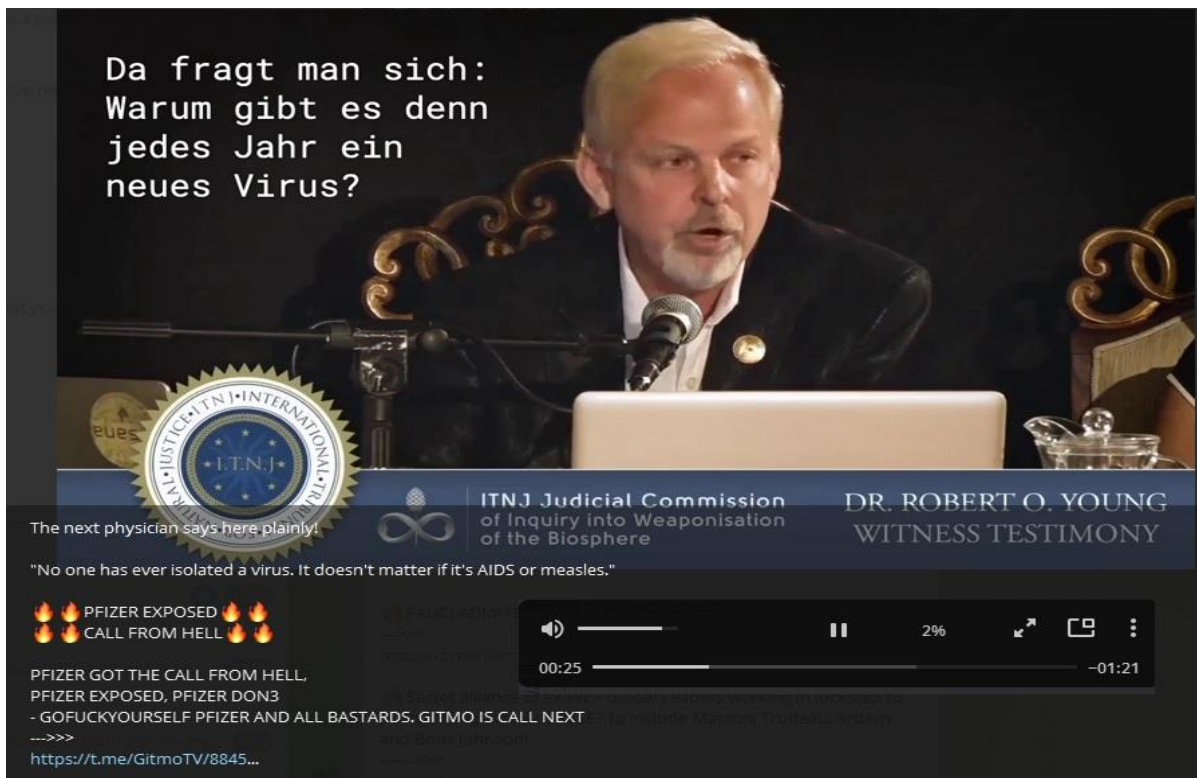 Da fragt man sich:
Warum gibt es denn
jedes Jahr ein
neues Virus?
I.T.N.J
ITNJ Judicial Commission
of Inquiry into Weaponisation
of the Biosphere
DR. ROBERT O. YOUNG
WITNESS TESTIMONY
The next physician says here plainly!
"No one has ever isolated a virus. It doesn't matter if it's AIDS or measles."
🔥🔥PFIZER EXPOSED🔥🔥
🔥🔥CALL FROM HELL🔥🔥
PFIZER GOT THE CALL FROM HELL,
PFIZER EXPOSED, PFIZER DON3
- GOFUCKYOURSELF PFIZER AND ALL BASTARDS. GITMO IS CALL NEXT
--->>>
https://t.me/GitmoTV/8845...
2%
00:25
−01:21